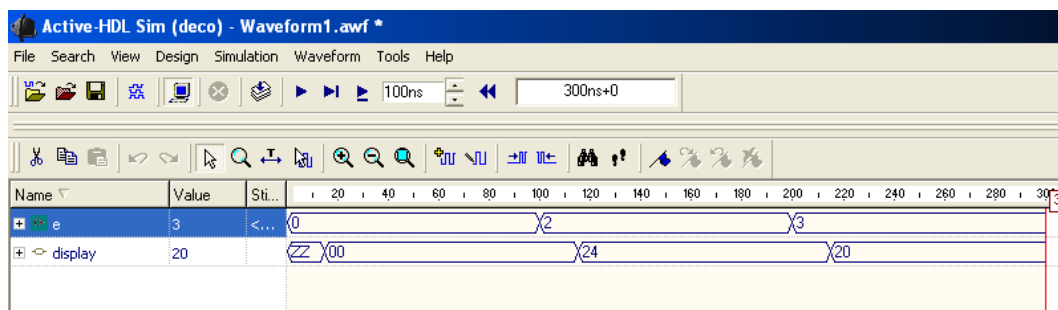 Active-HDL Sim (deco) - Waveform1.awf *
File Search View Design Simulation Waveform Tools Help
100ns 300ns+0
Name Value Sti... 20 40 60 80 100 120 140 160 180 200 220 240 260 280
e 3 <... 0 2 3
display 20 ZZ 00 24 20